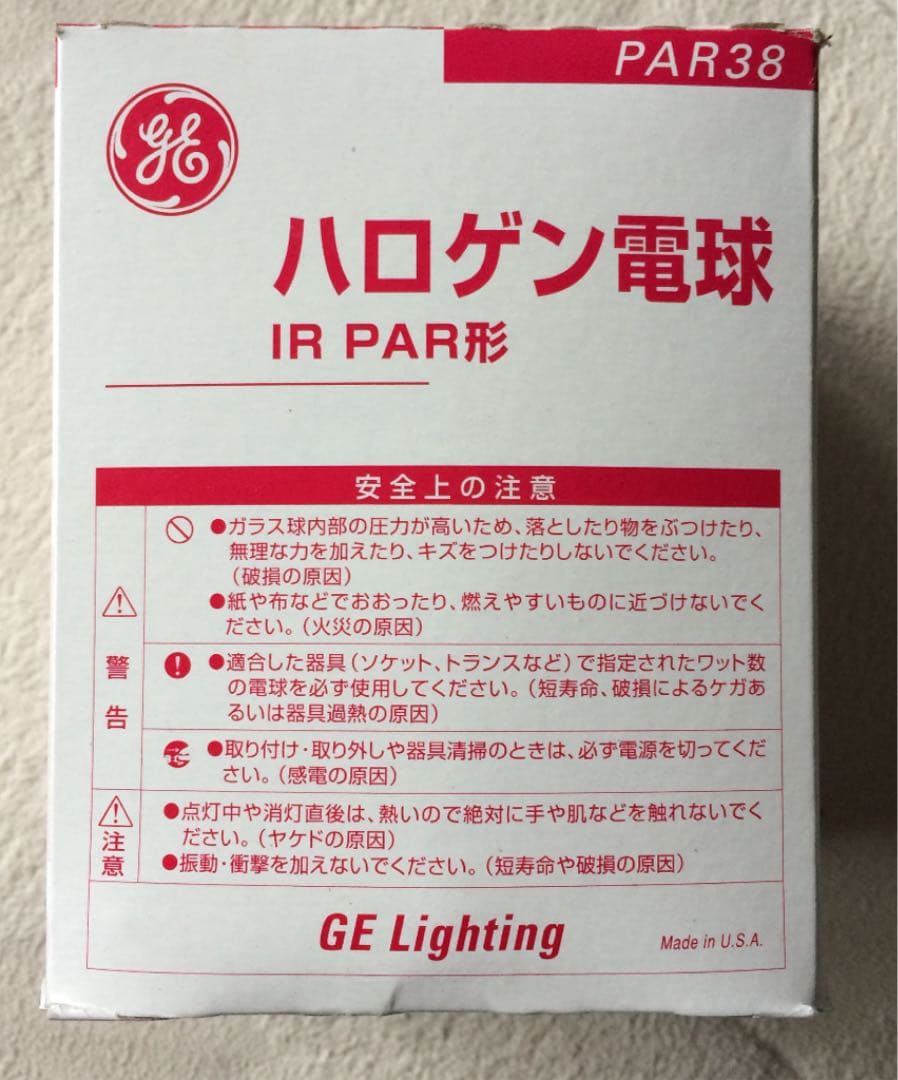 PAR38
GE
ハロゲン電球
IR PAR形
安全上の注意
警告
●ガラス球内部の圧力が高いため、落としたり物をぶつけたり、
無理な力を加えたり、キズをつけたりしないでください。
（破損の原因）
●紙や布などでおおったり、燃えやすいものに近づけないでく
ださい。（火災の原因）
●適合した器具（ソケット、トランスなど）で指定されたワット数
の電球を必ず使用してください。（短寿命、破損によるケガあ
るいは器具過熱の原因）
●取り付け・取り外しや器具清掃のときは、必ず電源を切ってくだ
さい。（感電の原因）
注意
●点灯中や消灯直後は、熱いので絶対に手や肌などを触れないでく
ださい。（ヤケドの原因）
●振動・衝撃を加えないでください。（短寿命や破損の原因）
GE Lighting
Made in U.S.A.